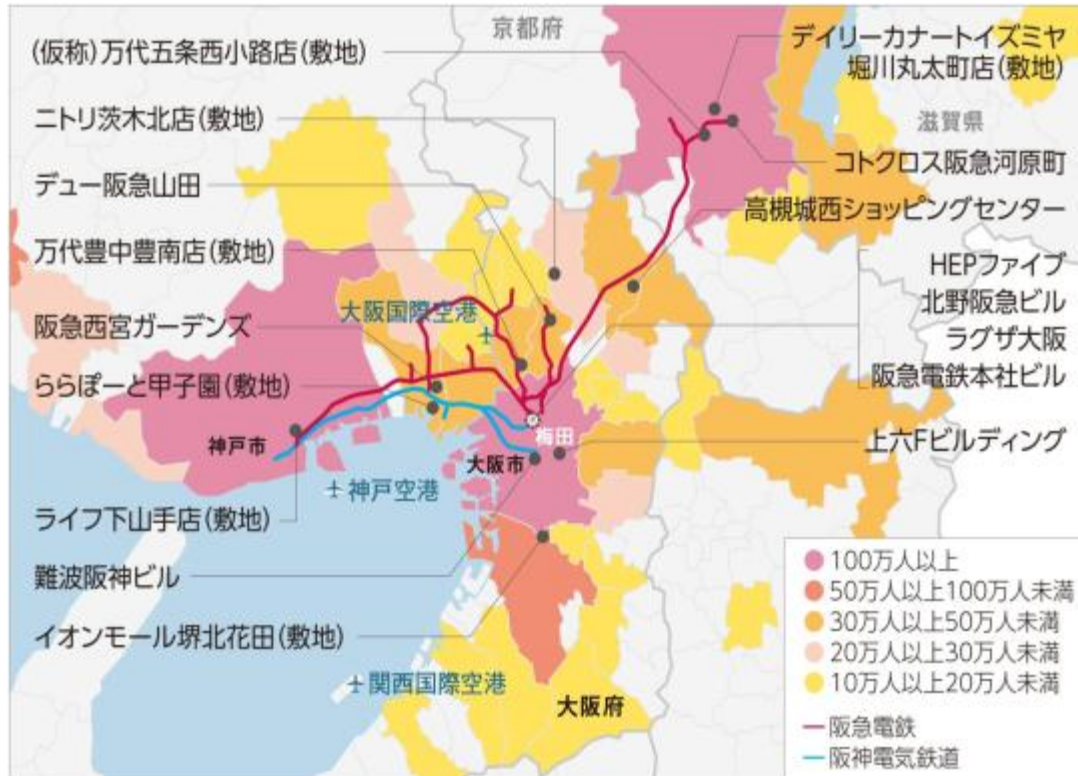 京都府
(仮称)万代五条西小路店(敷地)
デイリーカナートイズミヤ
堀川丸太町店(敷地)
ニトリ茨木北店(敷地)
滋賀県
コトクロス阪急河原町
デュー阪急山田
高槻城西ショッピングセンター
万代豊中豊南店(敷地)
HEPファイブ
北野阪急ビル
ラグザ大阪
阪急電鉄本社ビル
大阪国際空港
阪急西宮ガーデンズ
ららぽーと甲子園(敷地)
梅田
神戸市
大阪市
上六Fビルディング
神戸空港
ライフ下山手店(敷地)
難波阪神ビル
イオンモール堺北花田(敷地)
関西国際空港
大阪府
100万人以上
50万人以上100万人未満
30万人以上50万人未満
20万人以上30万人未満
10万人以上20万人未満
阪急電鉄
阪神電気鉄道